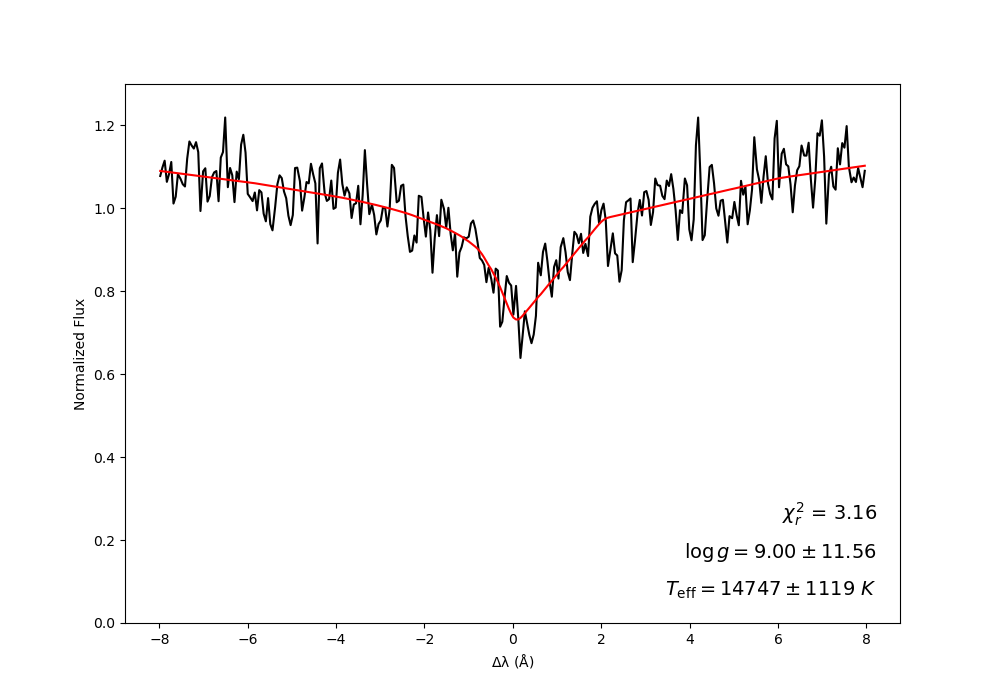 1.2
1.0
0.8
0.6
0.4
0.2
0.0
Normalized Flux
χ²ᵣ = 3.16
log g = 9.00 ± 11.56
T_eff = 14747 ± 1119 K
−8 −6 −4 −2 0 2 4 6 8
Δλ (Å)